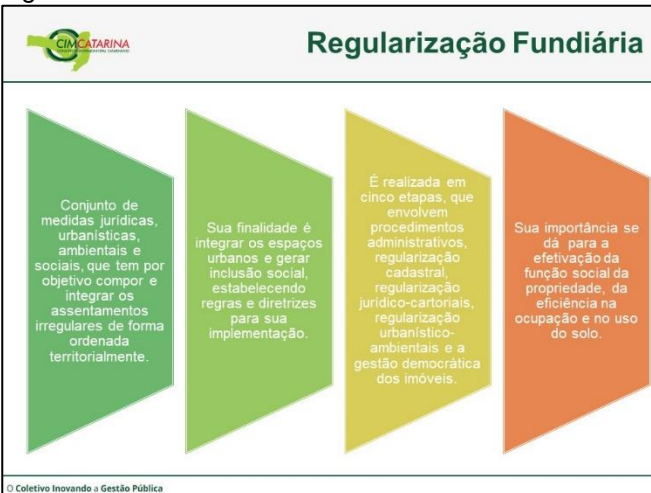 CIMCATARINA
Regularização Fundiária
Conjunto de
medidas jurídicas,
urbanísticas,
ambientais e
sociais, que tem por
objetivo compor e
integrar os
assentamentos
irregulares de forma
ordenada
territorialmente.
Sua finalidade é
integrar os espaços
urbanos e gerar
inclusão social,
estabelecendo
regras e diretrizes
para sua
implementação.
É realizada em
cinco etapas, que
envolvem
procedimentos
administrativos,
regularização
cadastral,
regularização
jurídico-cartoriais,
regularização
urbanístico-
ambientais e a
gestão democrática
dos imóveis.
Sua importância se
dá para a
efetivação da
função social da
propriedade, da
eficiência na
ocupação e no uso
do solo.
O Coletivo Inovando a Gestão Pública